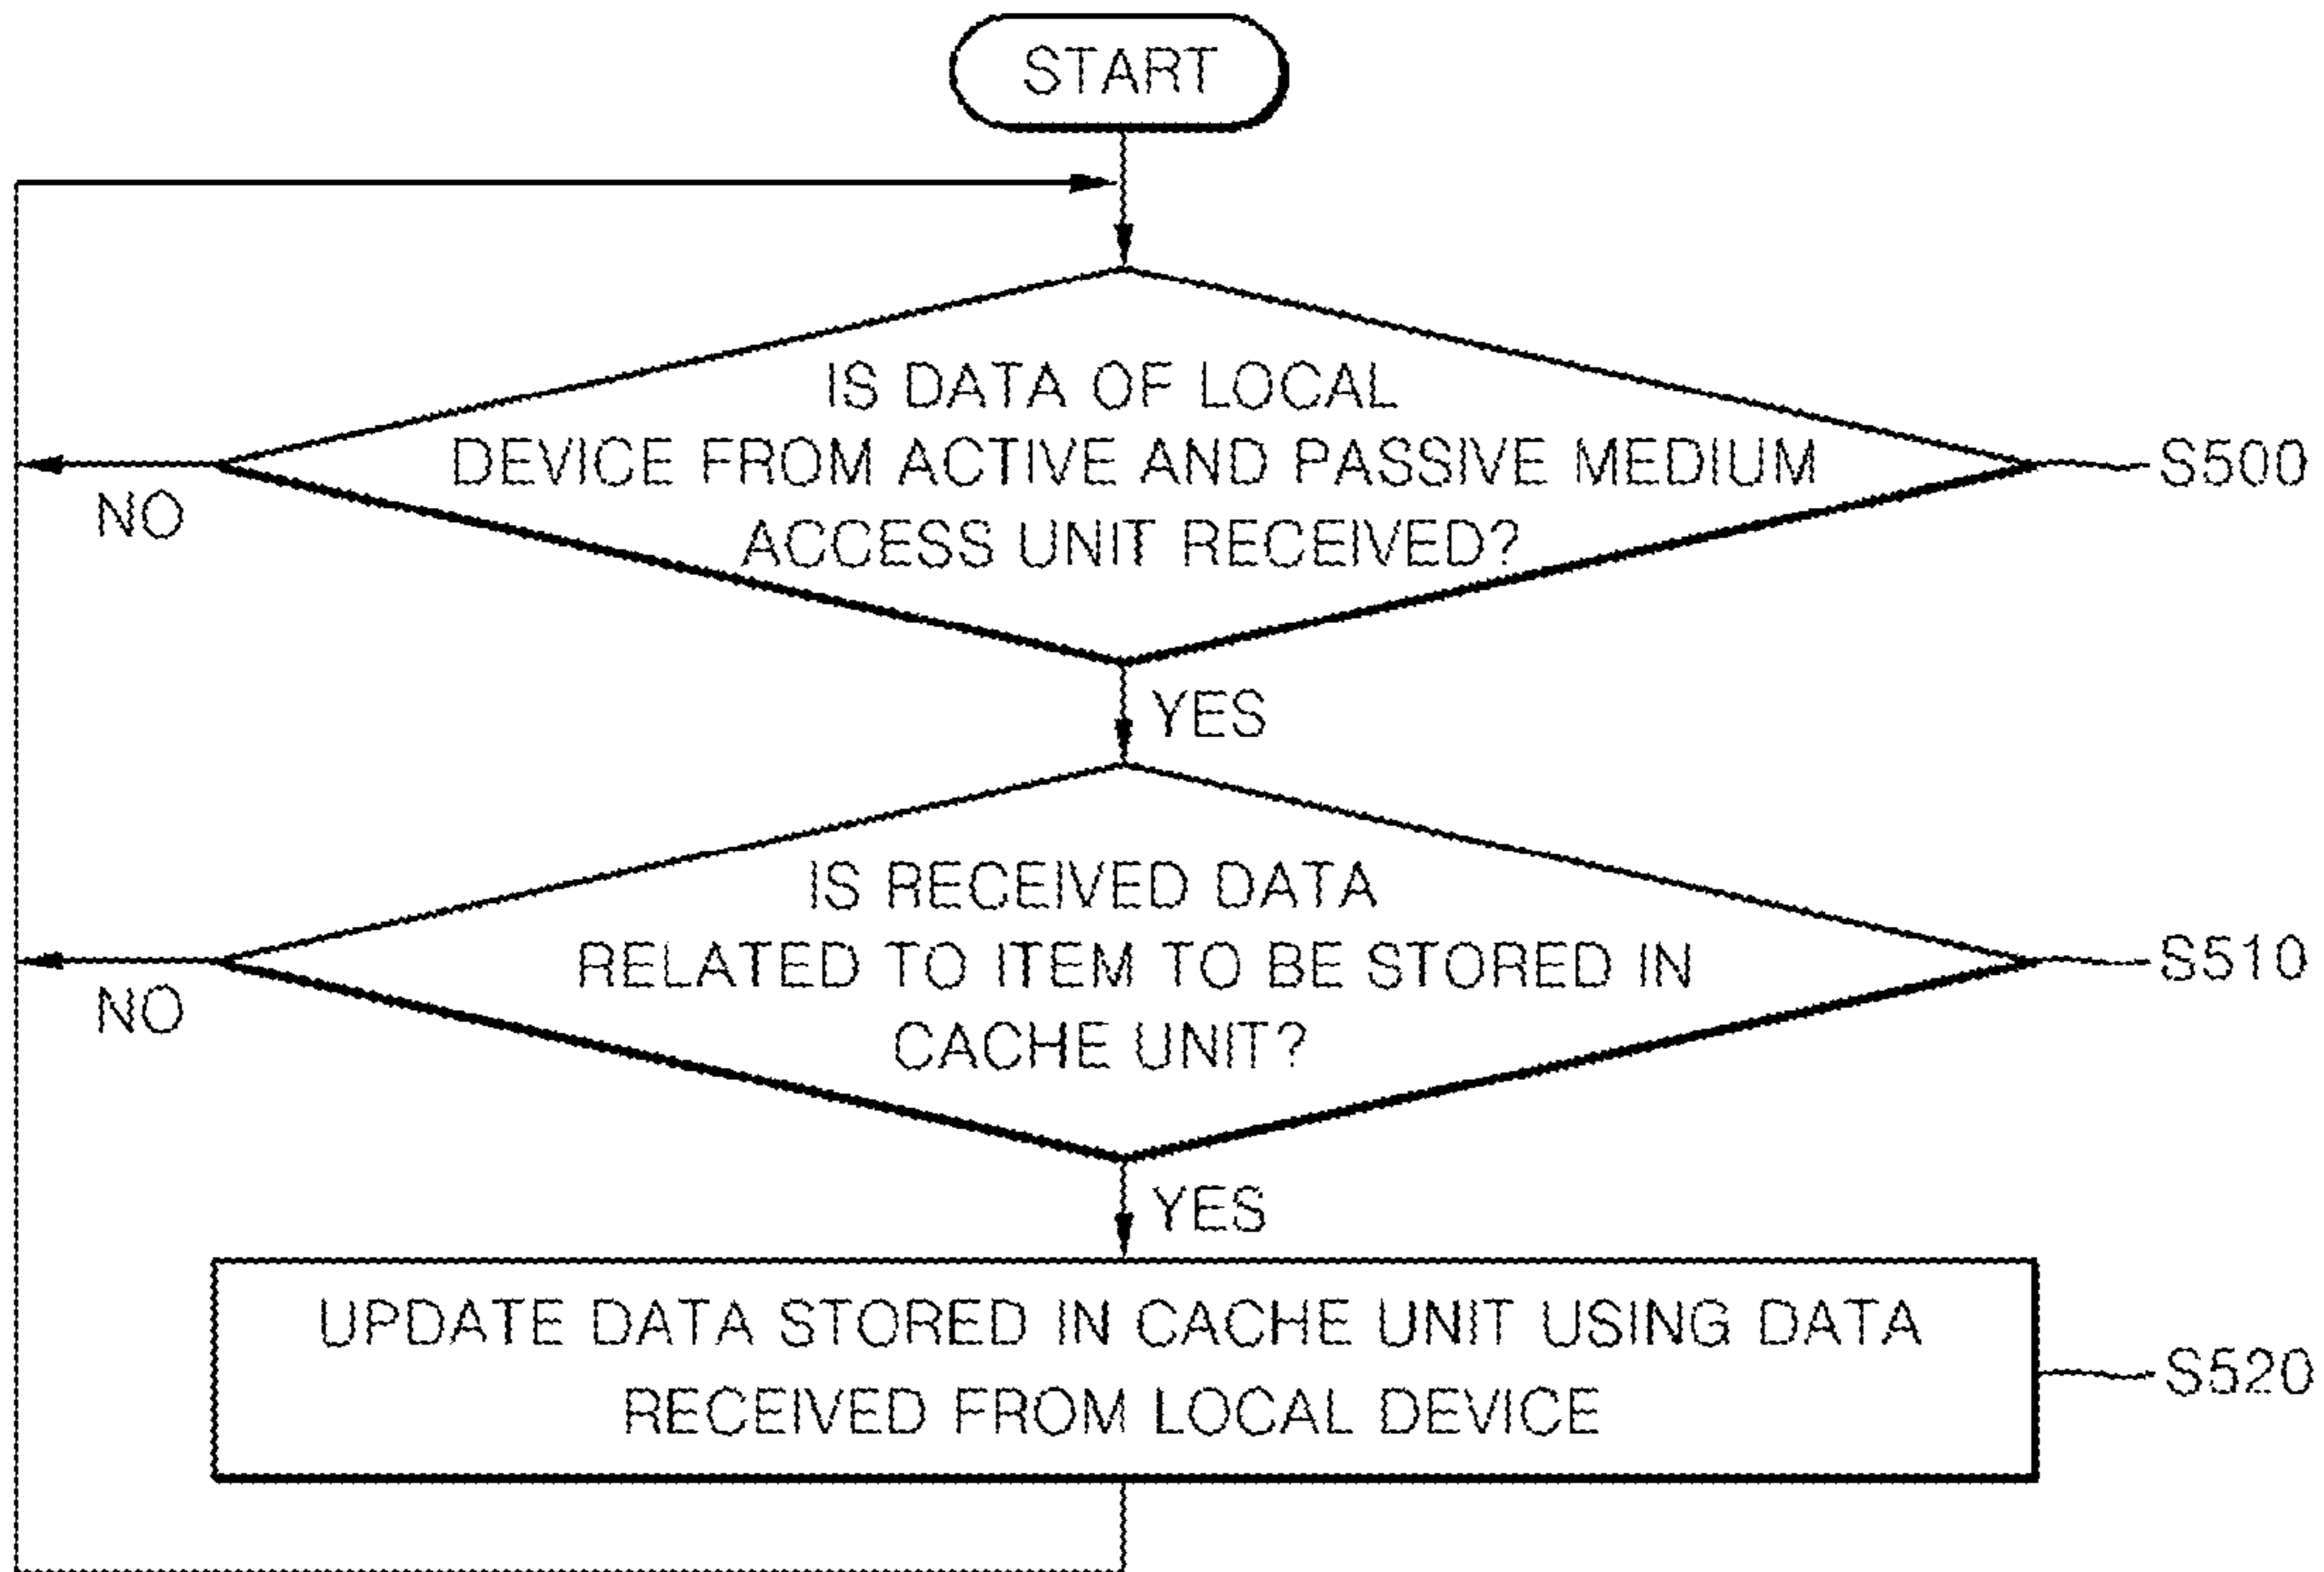 START
IS DATA OF LOCAL
DEVICE FROM ACTIVE AND PASSIVE MEDIUM
ACCESS UNIT RECEIVED?
S500
NO
YES
IS RECEIVED DATA
RELATED TO ITEM TO BE STORED IN
CACHE UNIT?
S510
NO
YES
UPDATE DATA STORED IN CACHE UNIT USING DATA
RECEIVED FROM LOCAL DEVICE
S520